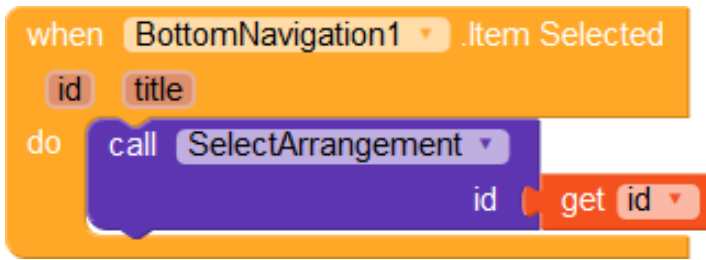 when BottomNavigation1 .Item Selected
id title
do call SelectArrangement
id get id